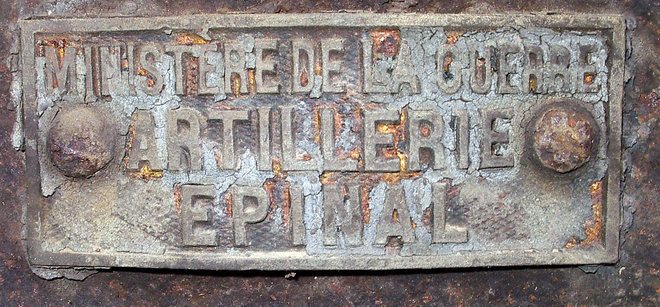 MINISTÈRE DE LA GUERRE
ARTILLERIE
EPINAL